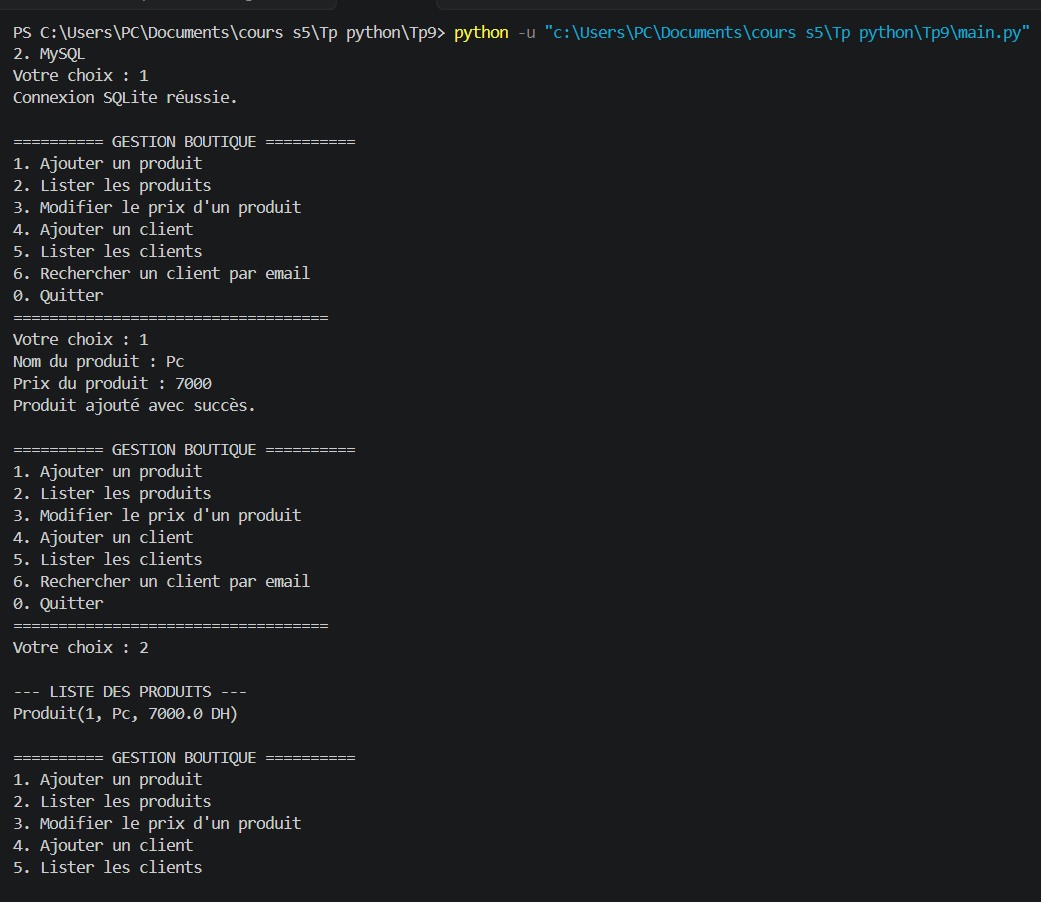 PS C:\Users\PC\Documents\cours s5\Tp python\Tp9> python -u "c:\Users\PC\Documents\cours s5\Tp python\Tp9\main.py"
2. MySQL
Votre choix : 1
Connexion SQLite réussie.
========== GESTION BOUTIQUE ==========
1. Ajouter un produit
2. Lister les produits
3. Modifier le prix d'un produit
4. Ajouter un client
5. Lister les clients
6. Rechercher un client par email
0. Quitter
===================================
Votre choix : 1
Nom du produit : Pc
Prix du produit : 7000
Produit ajouté avec succès.
========== GESTION BOUTIQUE ==========
1. Ajouter un produit
2. Lister les produits
3. Modifier le prix d'un produit
4. Ajouter un client
5. Lister les clients
6. Rechercher un client par email
0. Quitter
===================================
Votre choix : 2
--- LISTE DES PRODUITS ---
Produit(1, Pc, 7000.0 DH)
========== GESTION BOUTIQUE ==========
1. Ajouter un produit
2. Lister les produits
3. Modifier le prix d'un produit
4. Ajouter un client
5. Lister les clients